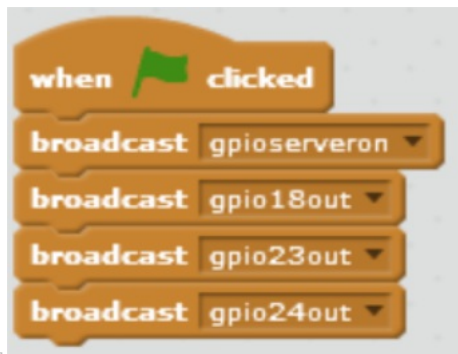 when clicked
broadcast gpioserveron
broadcast gpio18out
broadcast gpio23out
broadcast gpio24out